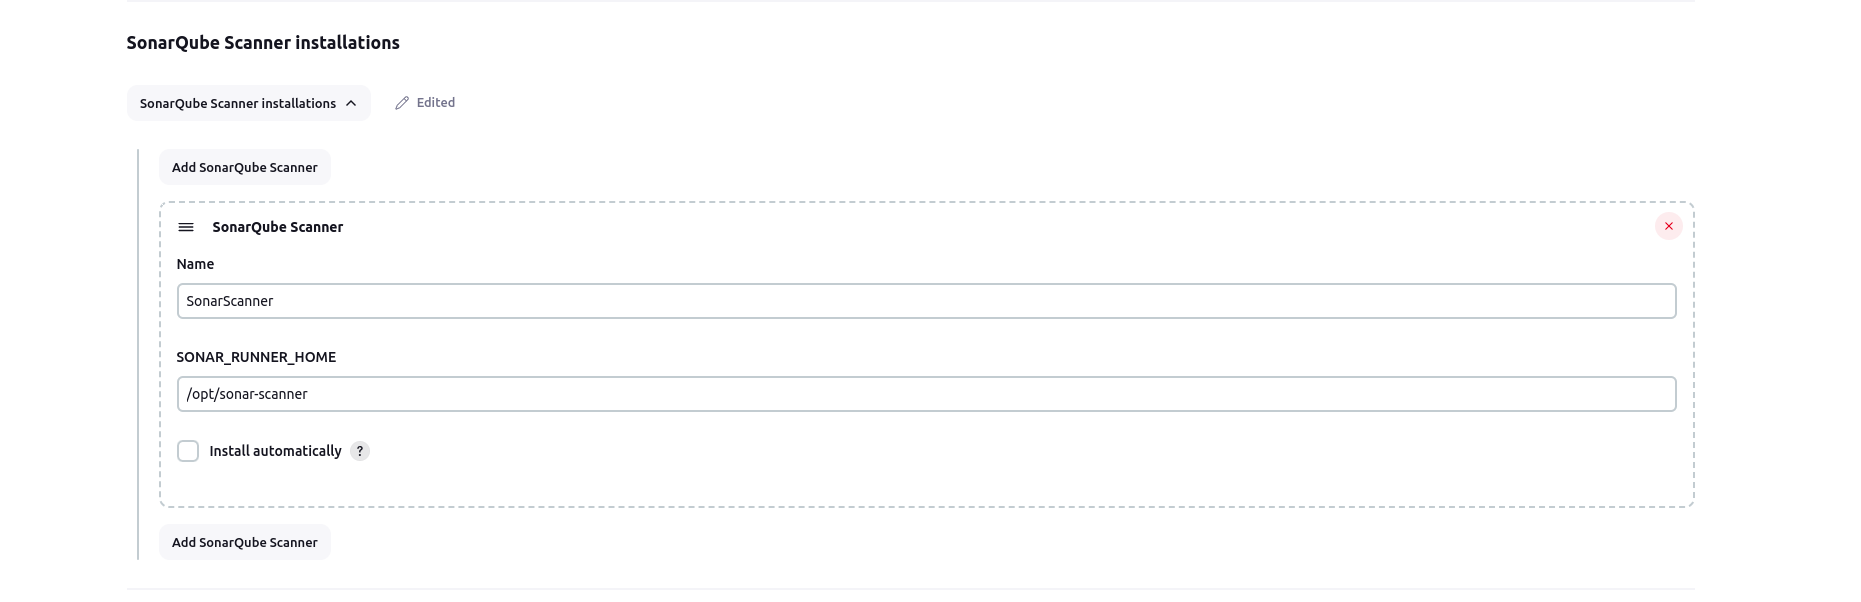 SonarQube Scanner installations
SonarQube Scanner installations
Edited
Add SonarQube Scanner
SonarQube Scanner
Name
SonarScanner
SONAR_RUNNER_HOME
/opt/sonar-scanner
Install automatically ?
Add SonarQube Scanner